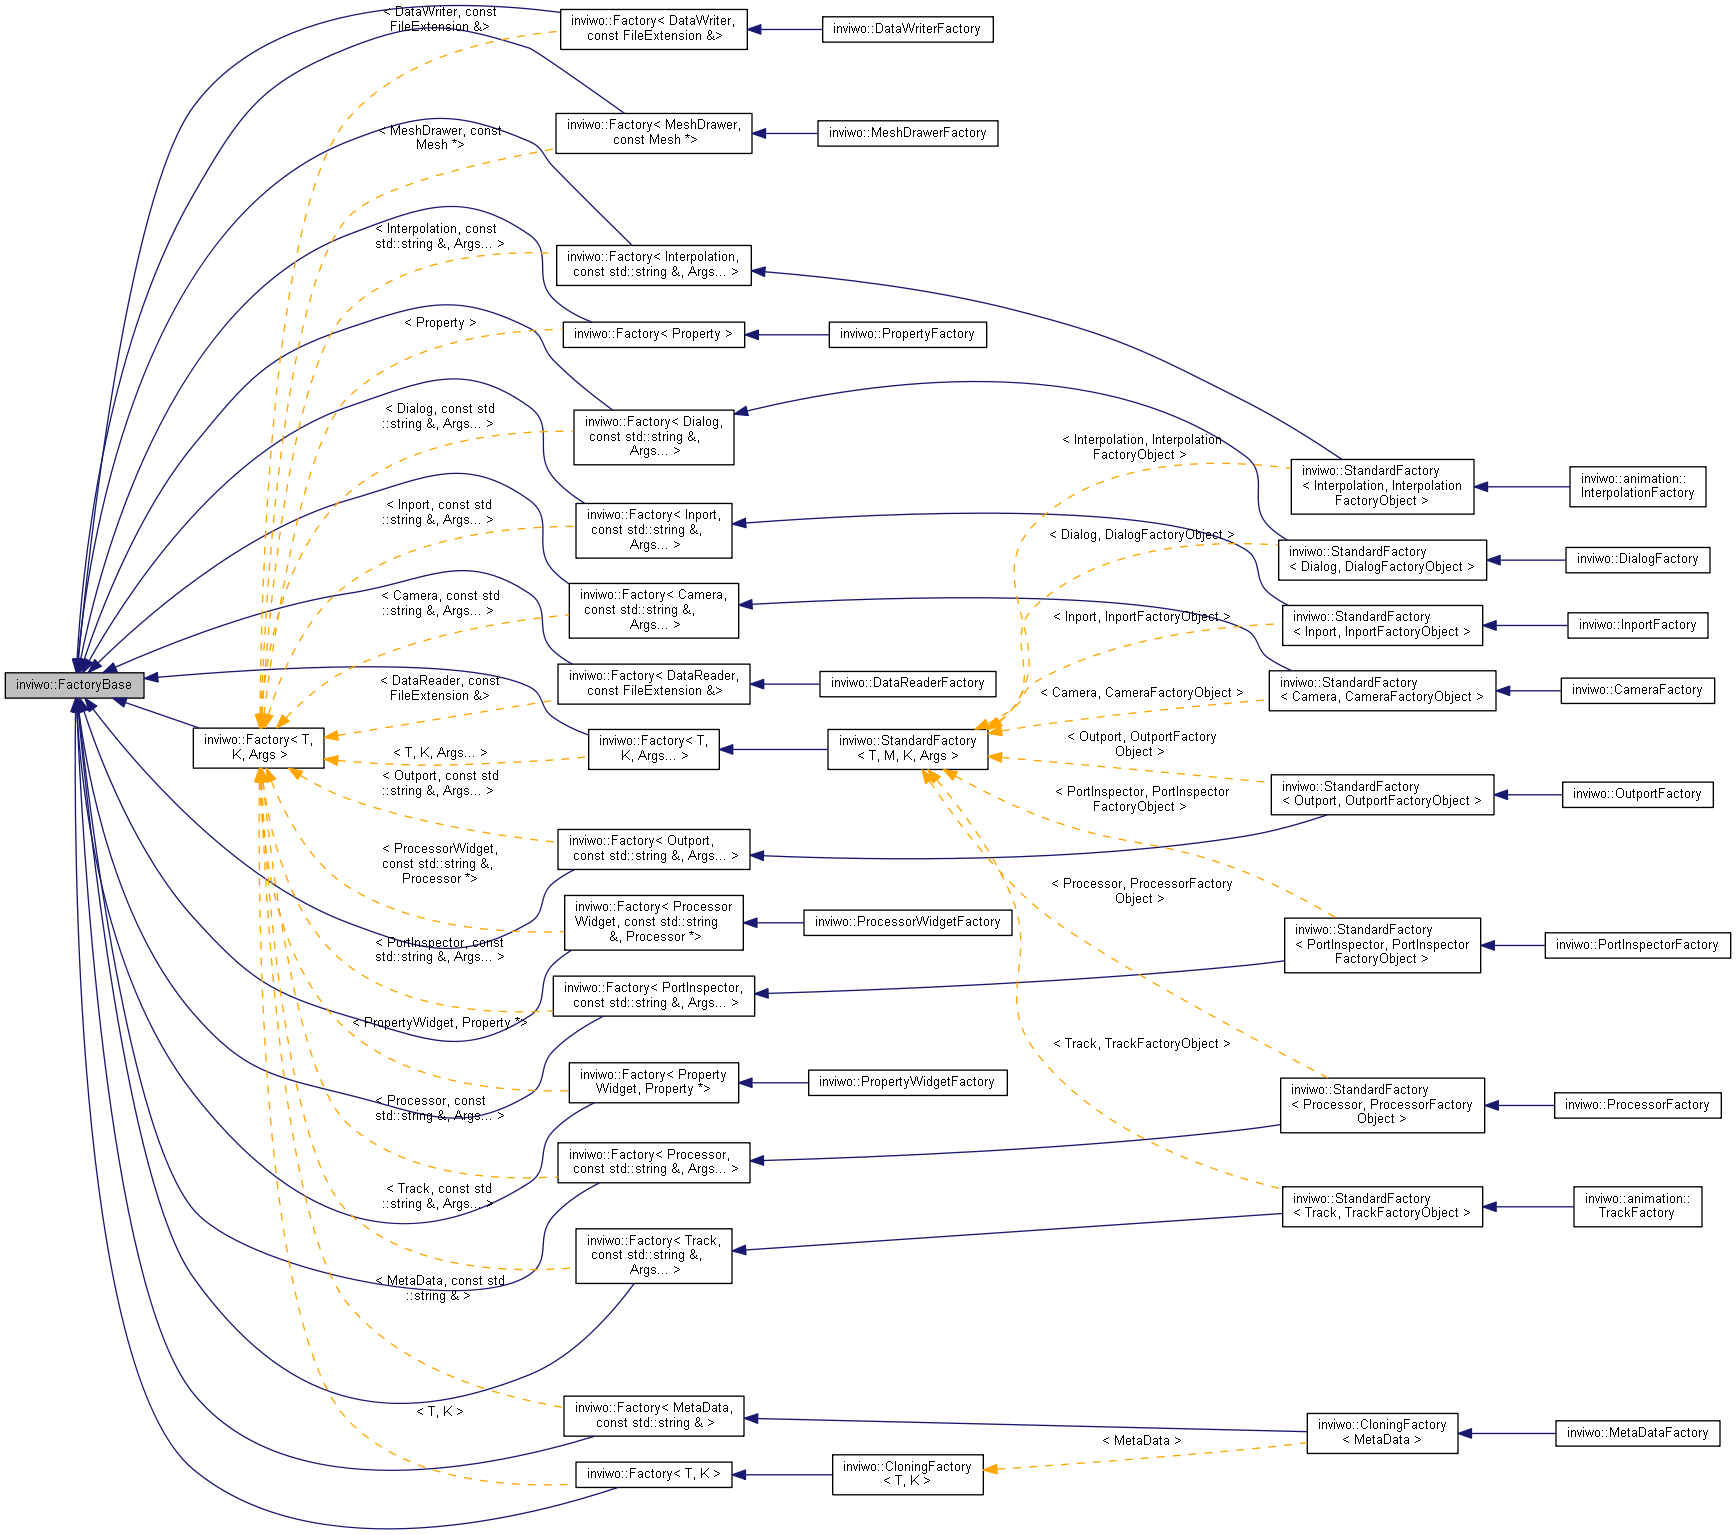 inviwo::FactoryBase
< DataWriter, const
FileExtension &>
< MeshDrawer, const
Mesh *>
< Interpolation, const
std::string &, Args... >
< Property >
< Dialog, const std
::string &, Args... >
< Inport, const std
::string &, Args... >
< Camera, const std
::string &, Args... >
< DataReader, const
FileExtension &>
inviwo::Factory< T,
K, Args >
< T, K, Args... >
< Outport, const std
::string &, Args... >
< ProcessorWidget,
const std::string &,
Processor *>
< PortInspector, const
std::string &, Args... >
< PropertyWidget, Property *>
< Processor, const
std::string &, Args... >
< Track, const std
::string &, Args... >
< MetaData, const std
::string & >
< T, K >
inviwo::Factory< DataWriter,
const FileExtension &>
inviwo::DataWriterFactory
inviwo::Factory< MeshDrawer,
const Mesh *>
inviwo::MeshDrawerFactory
inviwo::Factory< Interpolation,
const std::string &, Args... >
inviwo::Factory< Property >
inviwo::PropertyFactory
inviwo::Factory< Dialog,
const std::string &,
Args... >
inviwo::Factory< Inport,
const std::string &,
Args... >
inviwo::Factory< Camera,
const std::string &,
Args... >
inviwo::Factory< DataReader,
const FileExtension &>
inviwo::DataReaderFactory
inviwo::Factory< T,
K, Args... >
inviwo::StandardFactory
< T, M, K, Args >
inviwo::Factory< Outport,
const std::string &, Args... >
inviwo::Factory< Processor
Widget, const std::string
&, Processor *>
inviwo::ProcessorWidgetFactory
inviwo::Factory< PortInspector,
const std::string &, Args... >
inviwo::Factory< Property
Widget, Property *>
inviwo::PropertyWidgetFactory
inviwo::Factory< Processor,
const std::string &, Args... >
inviwo::Factory< Track,
const std::string &,
Args... >
inviwo::Factory< MetaData,
const std::string & >
inviwo::Factory< T, K >
inviwo::CloningFactory
< T, K >
< Interpolation, Interpolation
FactoryObject >
< Dialog, DialogFactoryObject >
< Inport, InportFactoryObject >
< Camera, CameraFactoryObject >
< Outport, OutportFactory
Object >
< PortInspector, PortInspector
FactoryObject >
< Processor, ProcessorFactory
Object >
< Track, TrackFactoryObject >
< MetaData >
inviwo::StandardFactory
< Interpolation, Interpolation
FactoryObject >
inviwo::animation::
InterpolationFactory
inviwo::StandardFactory
< Dialog, DialogFactoryObject >
inviwo::DialogFactory
inviwo::StandardFactory
< Inport, InportFactoryObject >
inviwo::InportFactory
inviwo::StandardFactory
< Camera, CameraFactoryObject >
inviwo::CameraFactory
inviwo::StandardFactory
< Outport, OutportFactoryObject >
inviwo::OutportFactory
inviwo::StandardFactory
< PortInspector, PortInspector
FactoryObject >
inviwo::PortInspectorFactory
inviwo::StandardFactory
< Processor, ProcessorFactory
Object >
inviwo::ProcessorFactory
inviwo::StandardFactory
< Track, TrackFactoryObject >
inviwo::animation::
TrackFactory
inviwo::CloningFactory
< MetaData >
inviwo::MetaDataFactory